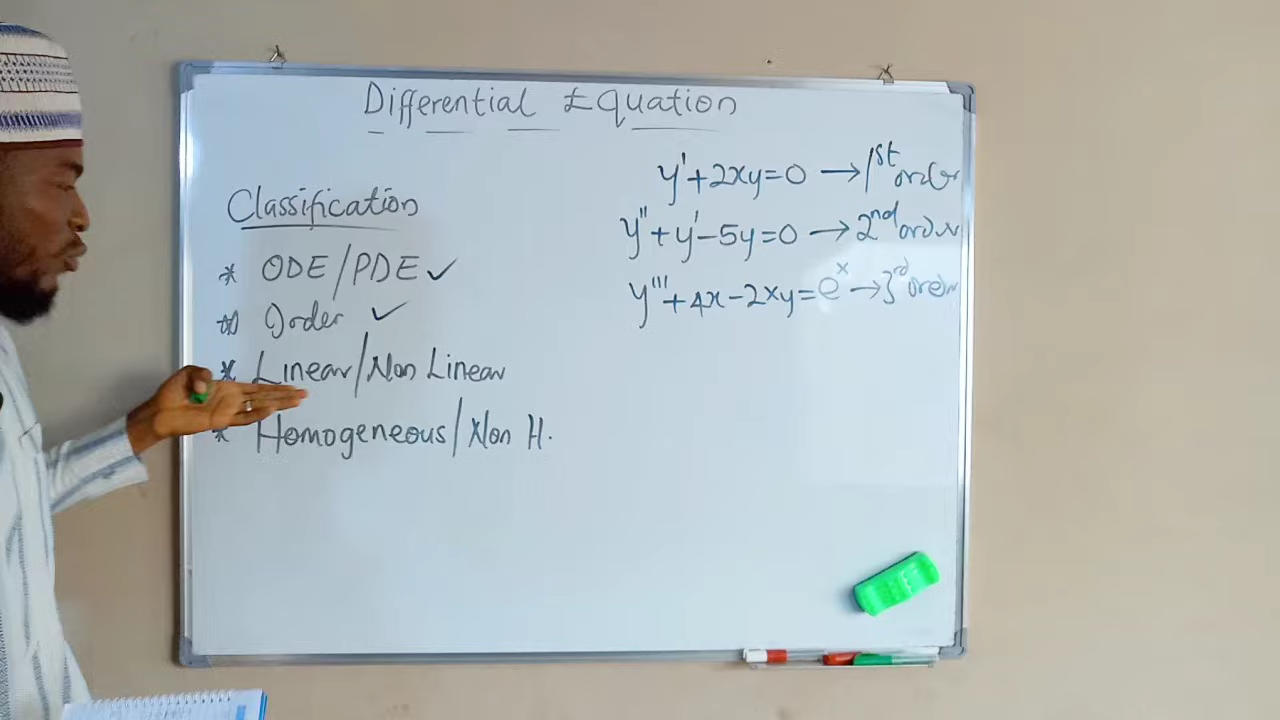 Differential Equation
Classification
* ODE/PDE ✓
* Order ✓
* Linear/Non Linear
* Homogeneous/Non H.
y'+2xy=0 → 1st order
y''+y'-5y=0 → 2nd order
y'''+4x-2xy=e^x → 3rd order